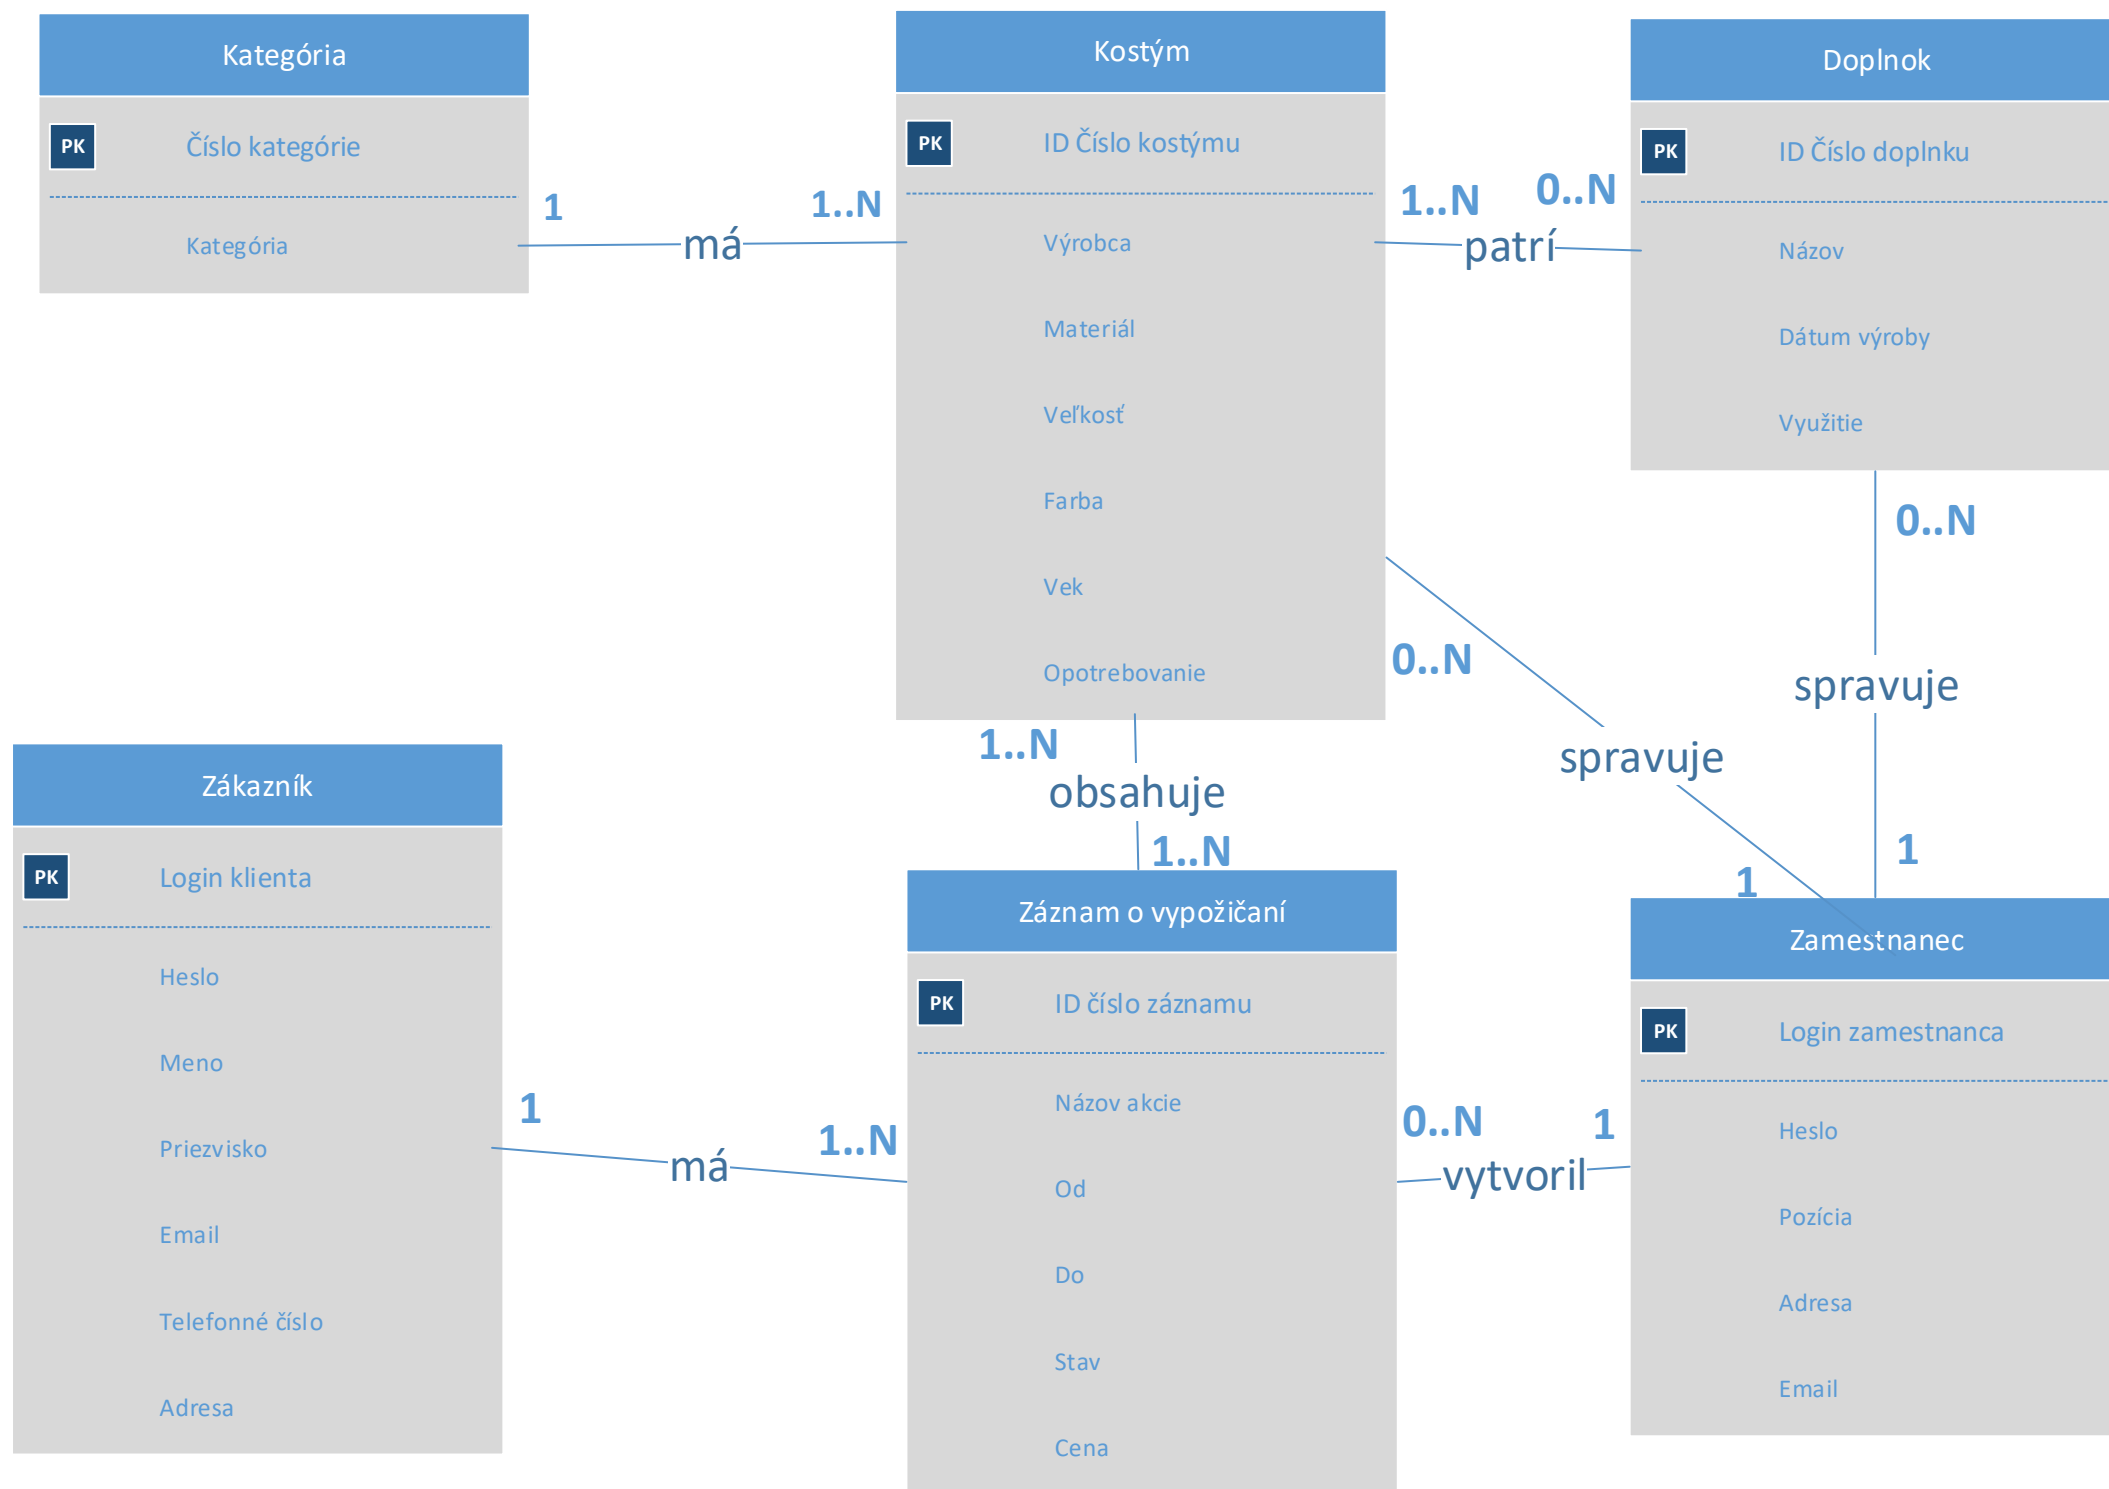 Kategória
PK
Číslo kategórie
Kategória
1
má
1..N
Kostým
PK
ID Číslo kostýmu
Výrobca
Materiál
Veľkosť
Farba
Vek
Opotrebovanie
1..N
patrí
0..N
Doplnok
PK
ID Číslo doplnku
Názov
Dátum výroby
Využitie
0..N
spravuje
1
0..N
spravuje
1
1..N
obsahuje
1..N
Zákazník
PK
Login klienta
Heslo
Meno
Priezvisko
Email
Telefonné číslo
Adresa
1
má
1..N
Záznam o vypožičaní
PK
ID číslo záznamu
Názov akcie
Od
Do
Stav
Cena
0..N
vytvoril
1
Zamestnanec
PK
Login zamestnanca
Heslo
Pozícia
Adresa
Email